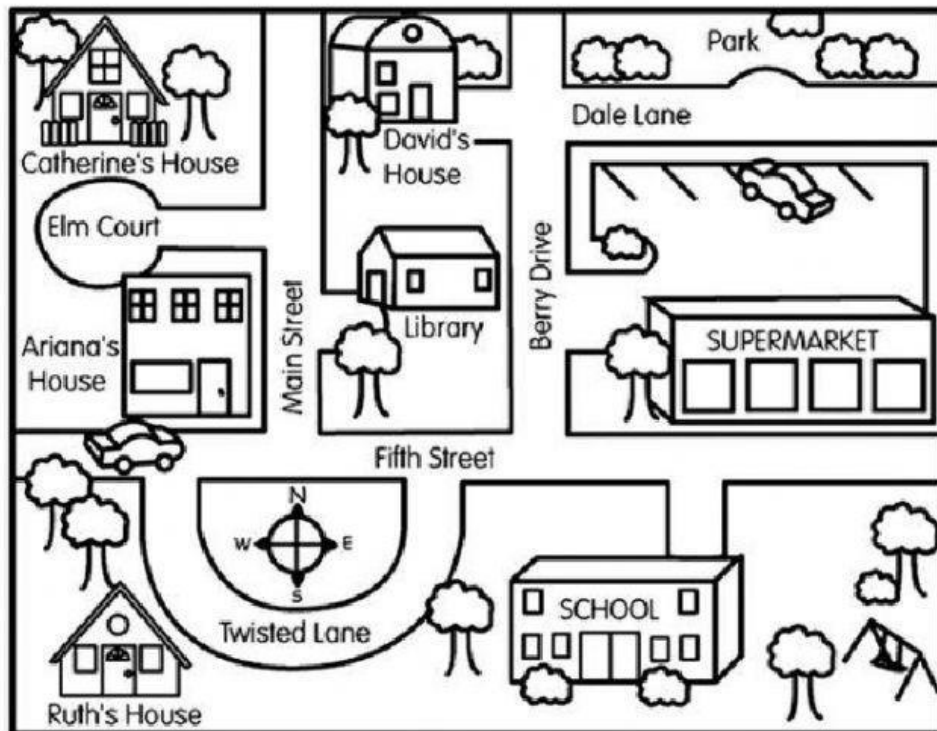 Park
Dale Lane
David's
House
Catherine's House
Elm Court
Main Street
Berry Drive
Library
SUPERMARKET
Ariana's
House
Fifth Street
N
W E
S
Twisted Lane
SCHOOL
Ruth's House